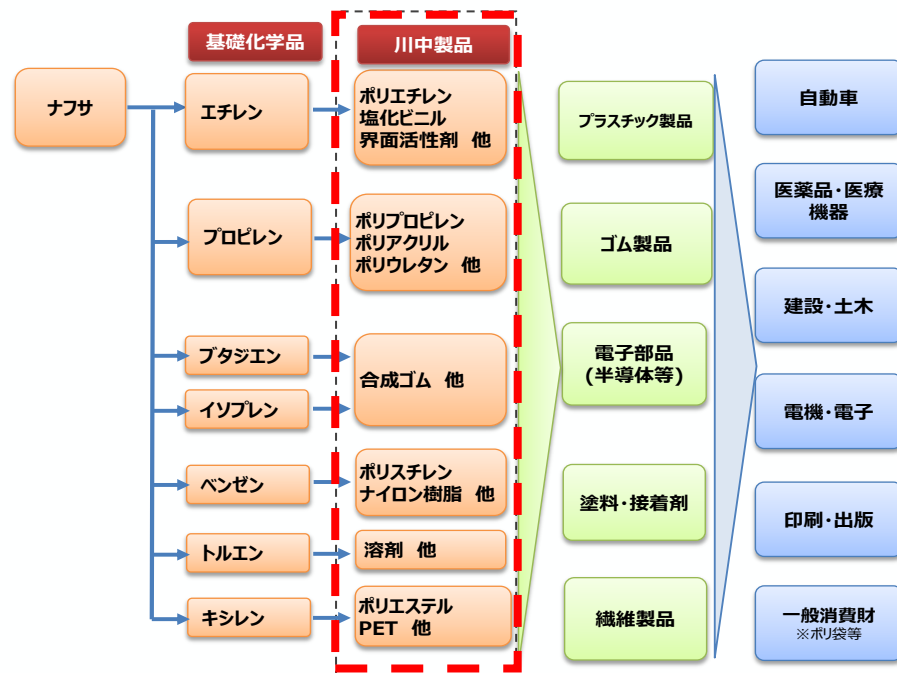 基礎化学品
川中製品
ナフサ
エチレン
ポリエチレン
塩化ビニル
界面活性剤 他
プロピレン
ポリプロピレン
ポリアクリル
ポリウレタン 他
ブタジエン
イソプレン
合成ゴム 他
ベンゼン
ポリスチレン
ナイロン樹脂 他
トルエン
溶剤 他
キシレン
ポリエステル
PET 他
プラスチック製品
ゴム製品
電子部品
(半導体等)
塗料・接着剤
繊維製品
自動車
医薬品・医療
機器
建設・土木
電機・電子
印刷・出版
一般消費財
※ポリ袋等